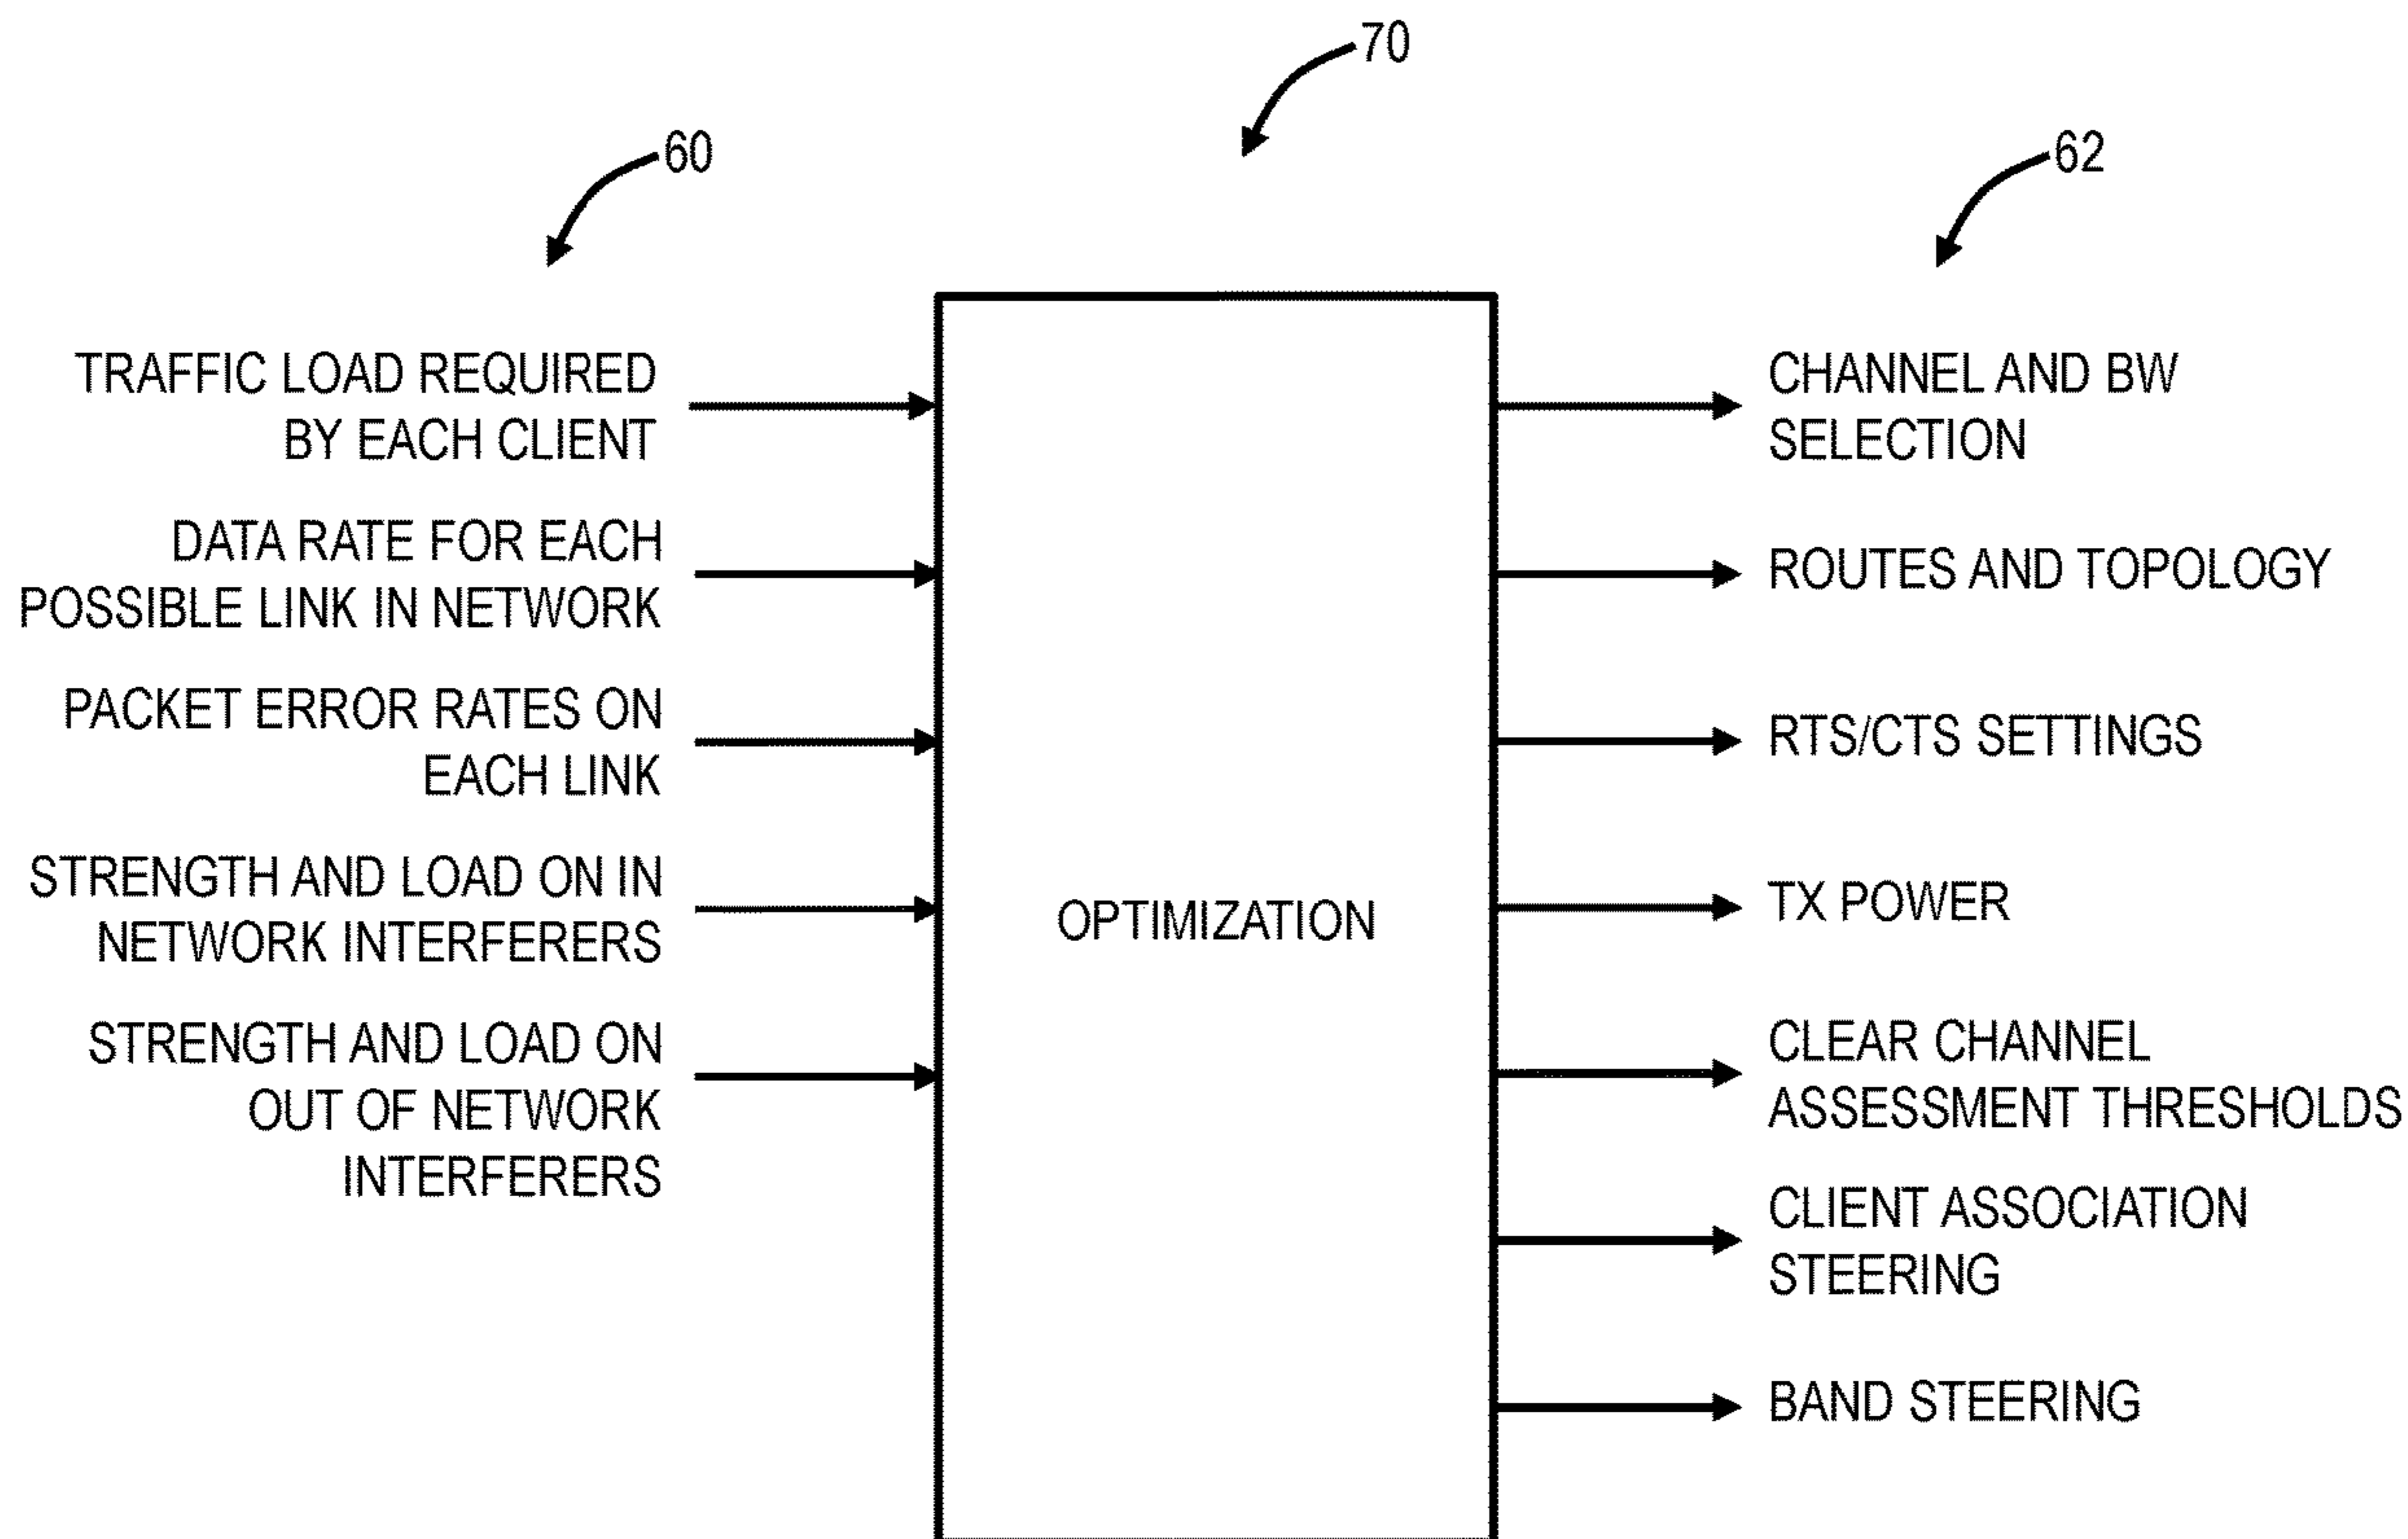 70
60
62
TRAFFIC LOAD REQUIRED
BY EACH CLIENT
DATA RATE FOR EACH
POSSIBLE LINK IN NETWORK
PACKET ERROR RATES ON
EACH LINK
STRENGTH AND LOAD ON IN
NETWORK INTERFERERS
STRENGTH AND LOAD ON
OUT OF NETWORK
INTERFERERS
OPTIMIZATION
CHANNEL AND BW
SELECTION
ROUTES AND TOPOLOGY
RTS/CTS SETTINGS
TX POWER
CLEAR CHANNEL
ASSESSMENT THRESHOLDS
CLIENT ASSOCIATION
STEERING
BAND STEERING